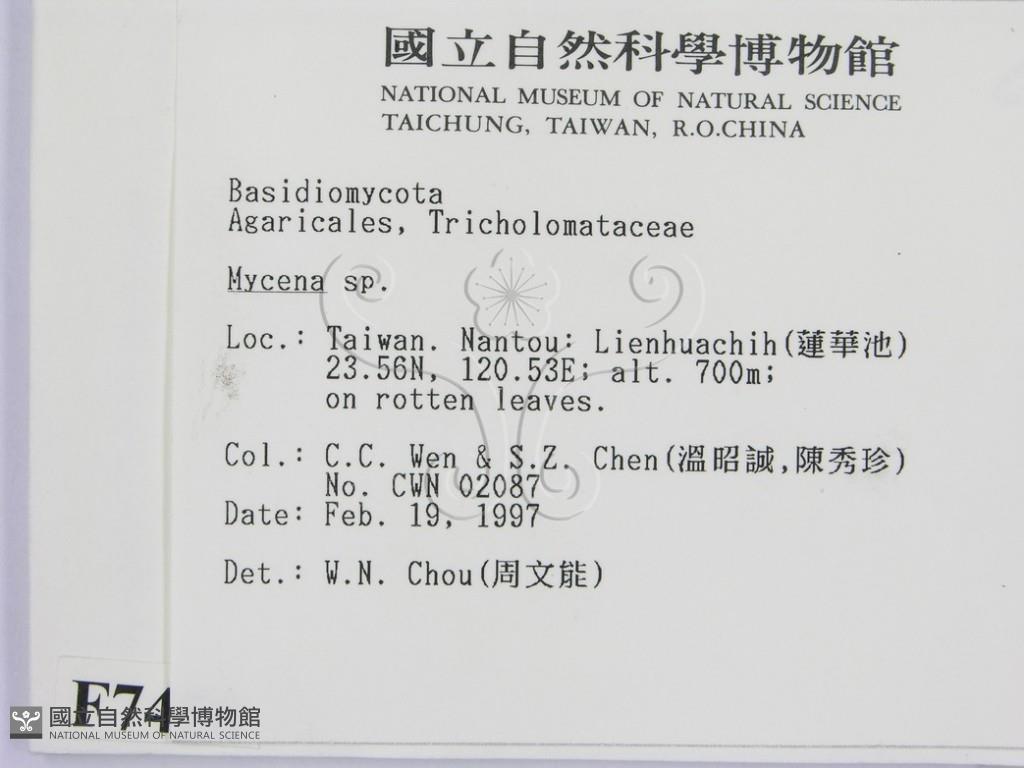 國立自然科學博物館
NATIONAL MUSEUM OF NATURAL SCIENCE
TAICHUNG, TAIWAN, R.O.CHINA
Basidiomycota
Agaricales, Tricholomataceae
Mycena sp.
Loc.: Taiwan. Nantou: Lienhuachih(蓮華池)
23.56N, 120.53E; alt. 700m;
on rotten leaves.
Col.: C.C. Wen & S.Z. Chen(溫昭誠,陳秀珍)
No. CWN 02087
Date: Feb. 19, 1997
Det.: W.N. Chou(周文能)
F74
國立自然科學博物館
NATIONAL MUSEUM OF NATURAL SCIENCE